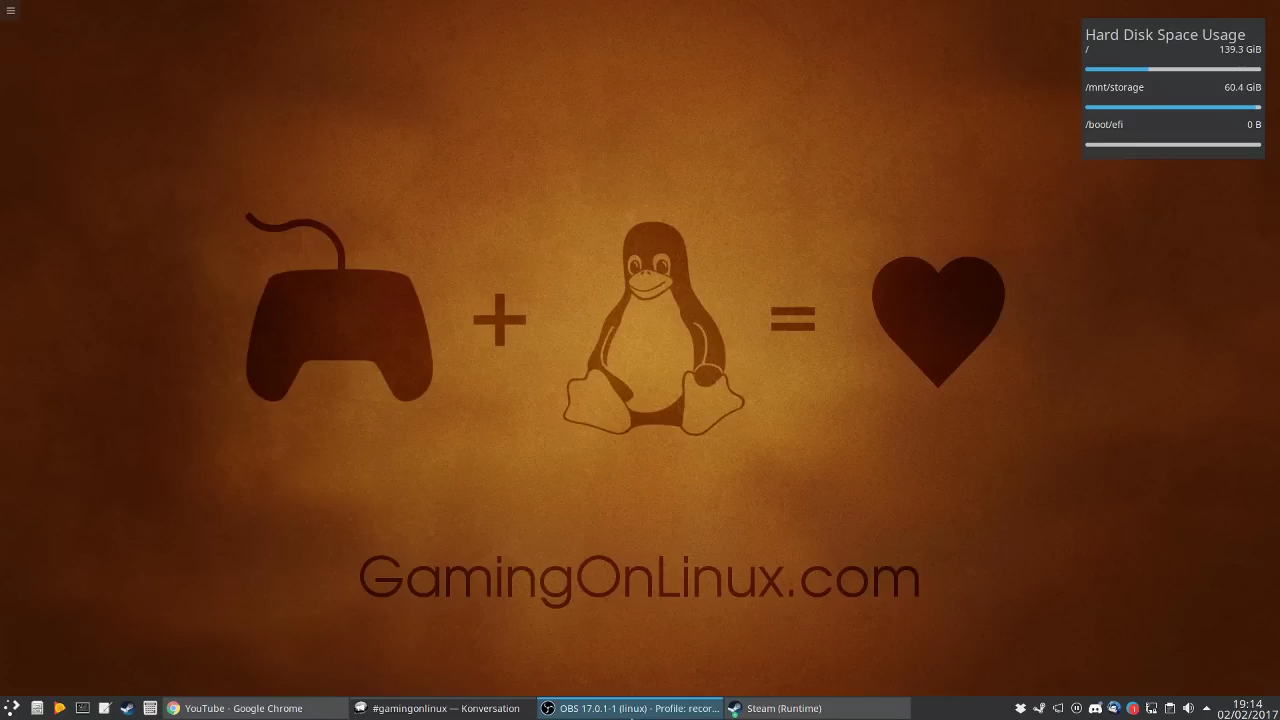 Hard Disk Space Usage
/ 139.3 GiB
/mnt/storage 60.4 GiB
/boot/efi 0 B
GamingOnLinux.com
YouTube - Google Chrome
#gamingonlinux — Konversation
OBS 17.0.1-1 (linux) - Profile: recor...
Steam (Runtime)
19:14
02/02/2017